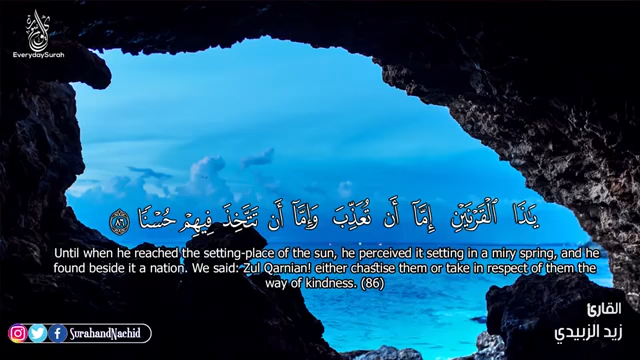 EverydaySurah
يَٰذَا ٱلْقَرْنَيْنِ إِمَّآ أَن تُعَذِّبَ وَإِمَّآ أَن تَتَّخِذَ فِيهِمْ حُسْنًا ٨٦
Until when he reached the setting-place of the sun, he perceived it setting in a miry spring, and he
found beside it a nation. We said: Zul Qarnian! either chastise them or take in respect of them the
way of kindness. (86)
القارئ
زيد الزبيدي
SurahandNachid